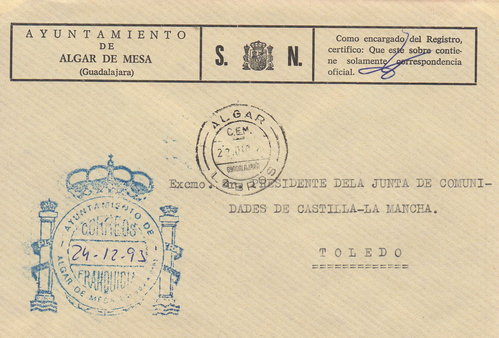 AYUNTAMIENTO
DE
ALGAR DE MESA
(Guadalajara)
S. N.
Como encargado del Registro,
certifico: Que este sobre contie-
ne solamente correspondencia
oficial.
ALGAR
C.E.M.
Excmo. PRESIDENTE DELA JUNTA DE COMUNI-
DADES DE CASTILLA-LA MANCHA.
TOLEDO
AYUNTAMIENTO DE
CORREOS
24-12-93
FRANQUICIA
ALGAR DE MESA